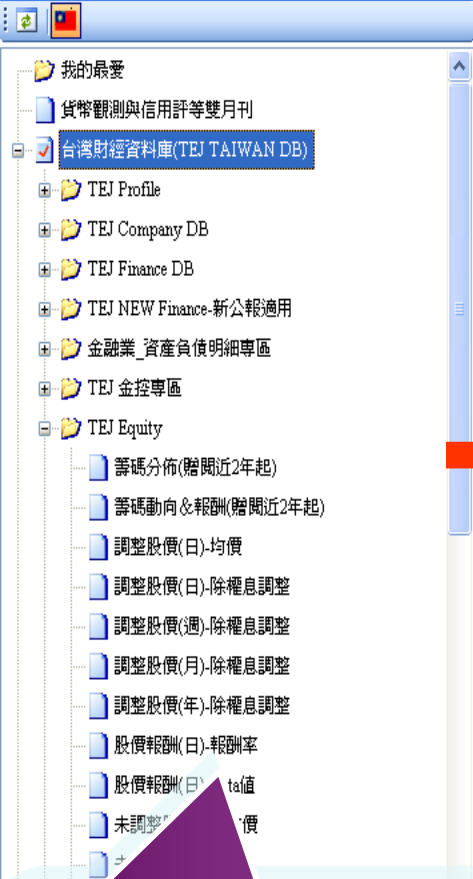 我的最愛
貨幣觀測與信用評等雙月刊
台灣財經資料庫(TEJ TAIWAN DB)
TEJ Profile
TEJ Company DB
TEJ Finance DB
TEJ NEW Finance-新公報適用
金融業_資產負債明細專區
TEJ 金控專區
TEJ Equity
籌碼分佈(贈閱近2年起)
籌碼動向&報酬(贈閱近2年起)
調整股價(日)-均價
調整股價(日)-除權息調整
調整股價(週)-除權息調整
調整股價(月)-除權息調整
調整股價(年)-除權息調整
股價報酬(日)-報酬率
股價報酬(日 ta值
未調整 價